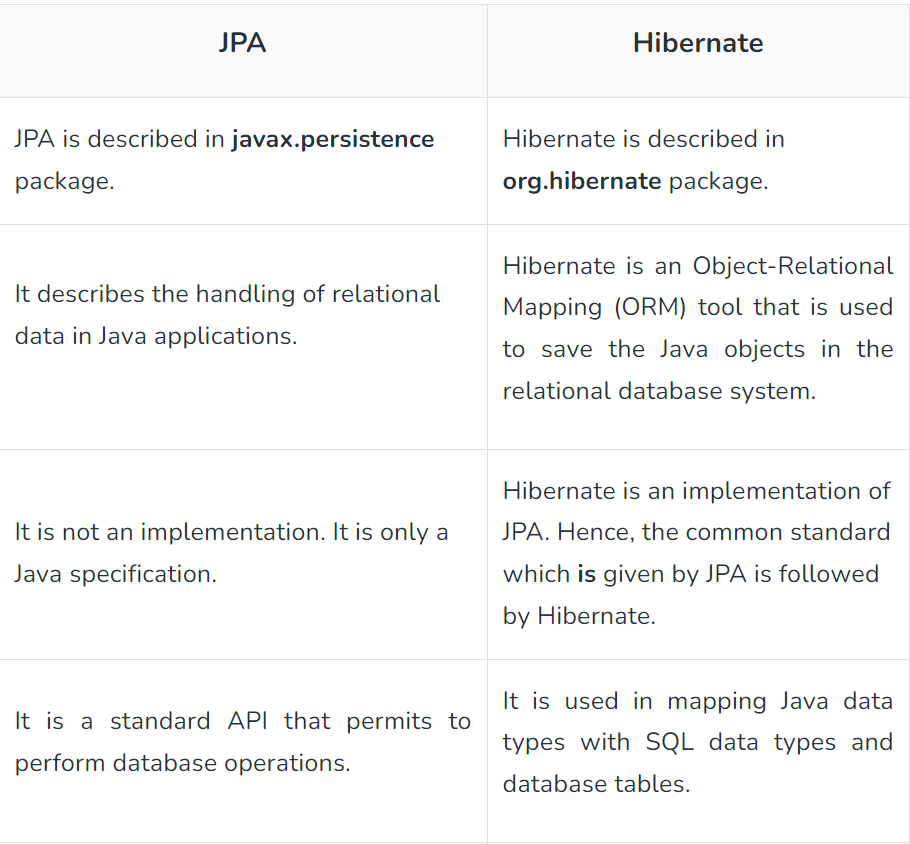 JPA
Hibernate
JPA is described in javax.persistence
package.
Hibernate is described in
org.hibernate package.
It describes the handling of relational
data in Java applications.
Hibernate is an Object-Relational
Mapping (ORM) tool that is used
to save the Java objects in the
relational database system.
It is not an implementation. It is only a
Java specification.
Hibernate is an implementation of
JPA. Hence, the common standard
which is given by JPA is followed
by Hibernate.
It is a standard API that permits to
perform database operations.
It is used in mapping Java data
types with SQL data types and
database tables.